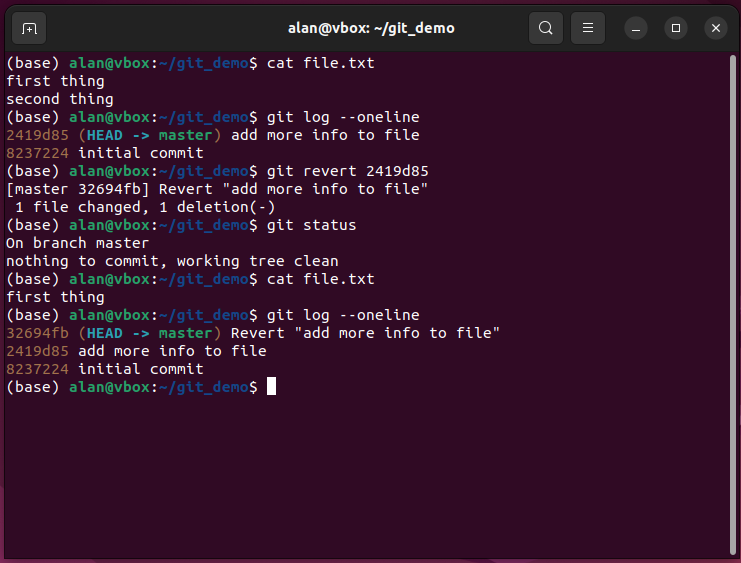 alan@vbox: ~/git_demo
(base) alan@vbox:~/git_demo$ cat file.txt
first thing
second thing
(base) alan@vbox:~/git_demo$ git log --oneline
2419d85 (HEAD -> master) add more info to file
8237224 initial commit
(base) alan@vbox:~/git_demo$ git revert 2419d85
[master 32694fb] Revert "add more info to file"
 1 file changed, 1 deletion(-)
(base) alan@vbox:~/git_demo$ git status
On branch master
nothing to commit, working tree clean
(base) alan@vbox:~/git_demo$ cat file.txt
first thing
(base) alan@vbox:~/git_demo$ git log --oneline
32694fb (HEAD -> master) Revert "add more info to file"
2419d85 add more info to file
8237224 initial commit
(base) alan@vbox:~/git_demo$